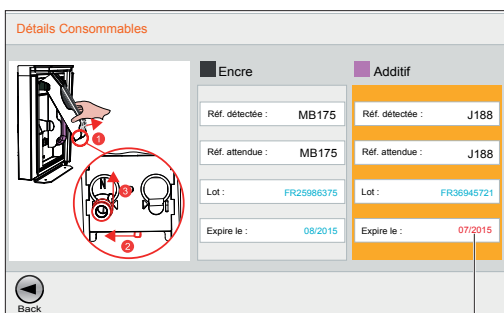 Détails Consommables
Encre
Additif
Réf. détectée : MB175
Réf. détectée : J188
Réf. attendue : MB175
Réf. attendue : J188
Lot : FR25986375
Lot : FR36945721
Expire le : 08/2015
Expire le : 07/2015
1
N
3
2
Back